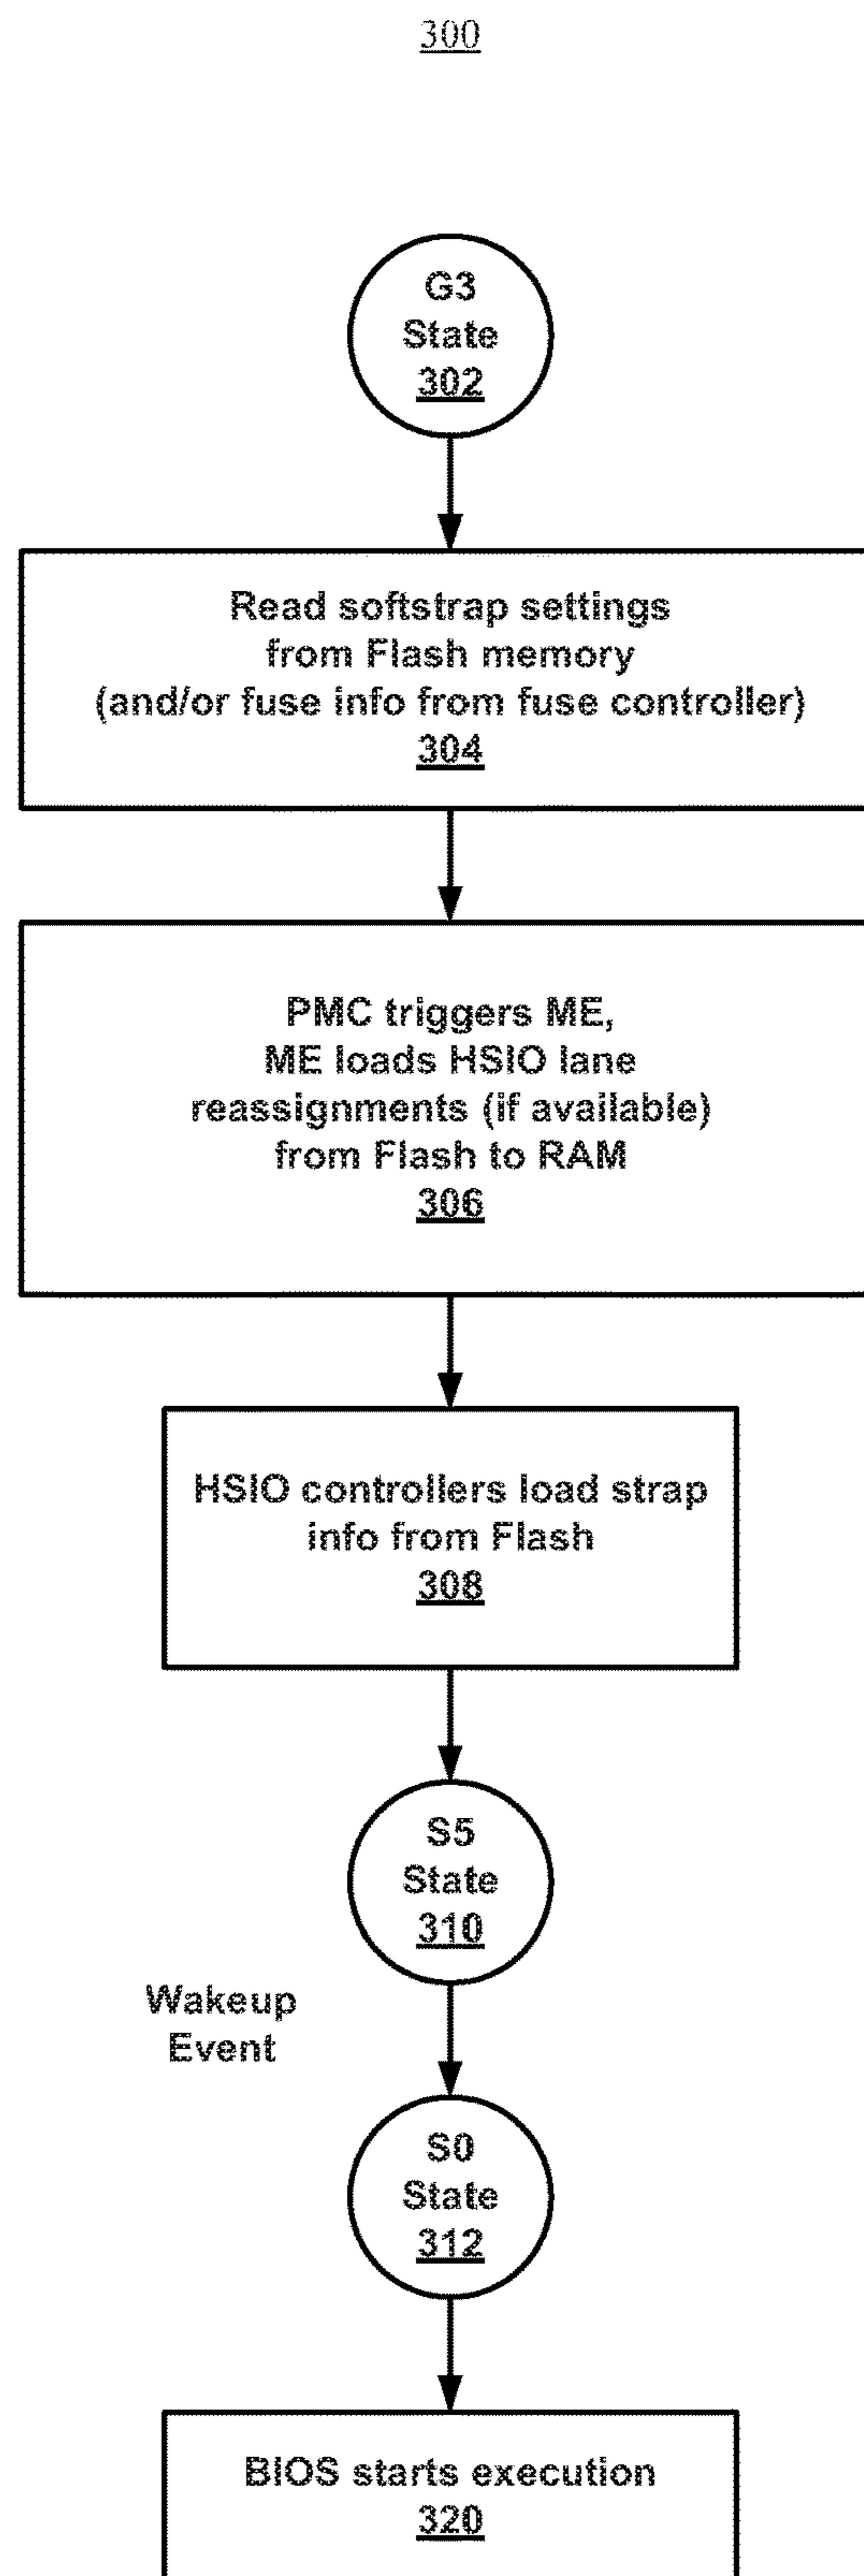 300
G3
State
302
Read softstrap settings
from Flash memory
(and/or fuse info from fuse controller)
304
PMC triggers ME,
ME loads HSIO lane
reassignments (if available)
from Flash to RAM
306
HSIO controllers load strap
info from Flash
308
S5
State
310
Wakeup
Event
S0
State
312
BIOS starts execution
320